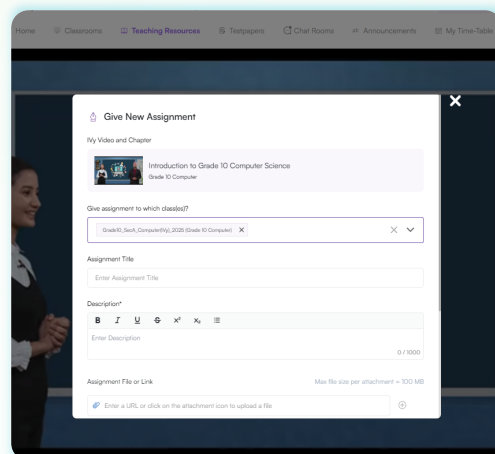 Home Classrooms Teaching Resources Testpapers Chat Rooms Announcements My Time-Table
Give New Assignment
IVy Video and Chapter
Introduction to Grade 10 Computer Science
Grade 10 Computer
Give assignment to which class(es)?
Grade10_SecA_Computer(IVy)_2025 (Grade 10 Computer)
Assignment Title
Enter Assignment Title
Description*
B I U S x² x₂
Enter Description
0 / 1000
Assignment File or Link Max file size per attachment = 100 MB
Enter a URL or click on the attachment icon to upload a file